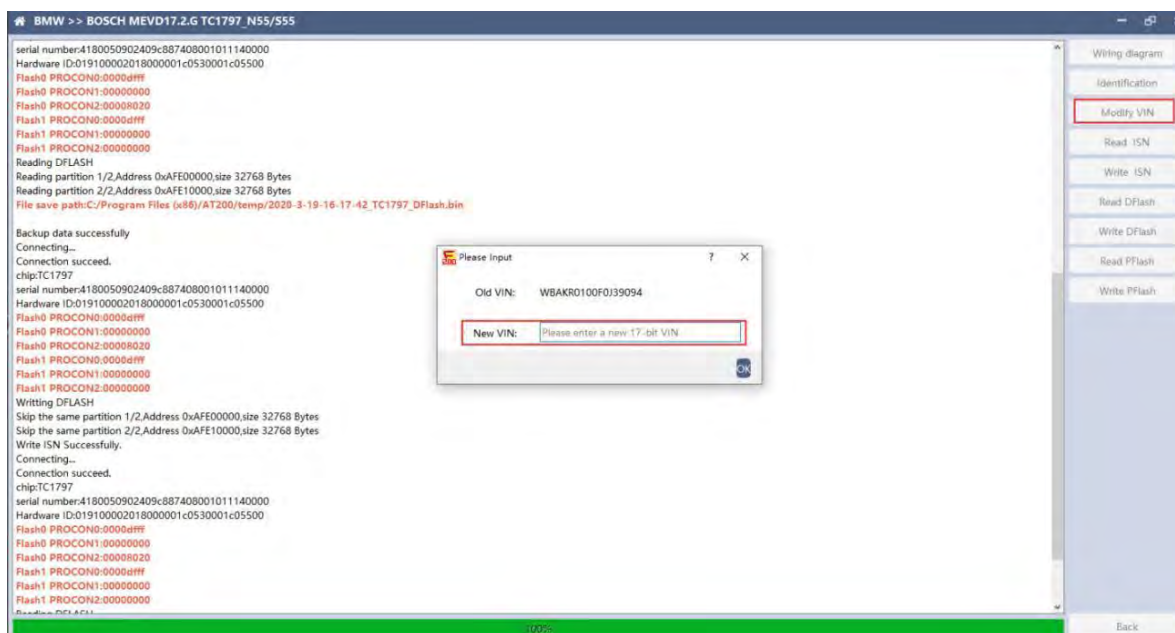 BMW >> BOSCH MEVD17.2.G TC1797_N55/S55
serial number:4180050902409c887408001011140000
Hardware ID:019100002018000001c0530001c05500
Flash0 PROCON0:0000dfff
Flash0 PROCON1:00000000
Flash0 PROCON2:00008020
Flash1 PROCON0:0000dfff
Flash1 PROCON1:00000000
Flash1 PROCON2:00000000
Reading DFLASH
Reading partition 1/2,Address 0xAFE00000,size 32768 Bytes
Reading partition 2/2,Address 0xAFE10000,size 32768 Bytes
File save path:C:/Program Files (x86)/AT200/temp/2020-3-19-16-17-42_TC1797_DFlash.bin
Backup data successfully
Connecting...
Connection succeed.
chip:TC1797
serial number:4180050902409c887408001011140000
Hardware ID:019100002018000001c0530001c05500
Flash0 PROCON0:0000dfff
Flash0 PROCON1:00000000
Flash0 PROCON2:00008020
Flash1 PROCON0:0000dfff
Flash1 PROCON1:00000000
Flash1 PROCON2:00000000
Writting DFLASH
Skip the same partition 1/2,Address 0xAFE00000,size 32768 Bytes
Skip the same partition 2/2,Address 0xAFE10000,size 32768 Bytes
Write ISN Successfully.
Connecting...
Connection succeed.
chip:TC1797
serial number:4180050902409c887408001011140000
Hardware ID:019100002018000001c0530001c05500
Flash0 PROCON0:0000dfff
Flash0 PROCON1:00000000
Flash0 PROCON2:00008020
Flash1 PROCON0:0000dfff
Flash1 PROCON1:00000000
Flash1 PROCON2:00000000
Reading DFLASH
100%
Please Input
? ×
Old VIN: WBAKR0100F0J39094
New VIN: Please enter a new 17-bit VIN
OK
Wiring diagram
Identification
Modify VIN
Read ISN
Write ISN
Read DFlash
Write DFlash
Read PFlash
Write PFlash
Back